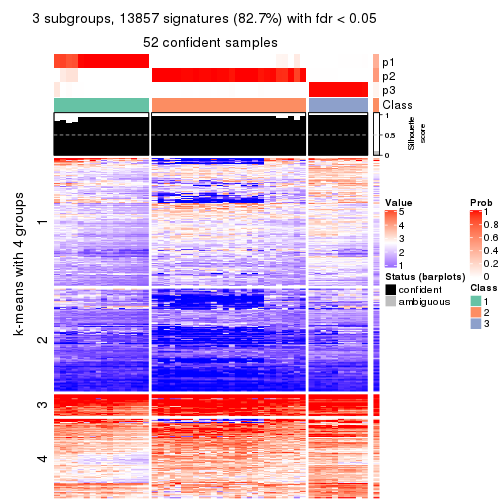 3 subgroups, 13857 signatures (82.7%) with fdr < 0.05
52 confident samples
p1
p2
p3
Class
1
0.5
0
Silhouette
score
k-means with 4 groups
1
2
3
4
Value
5
4
3
2
1
Status (barplots)
confident
ambiguous
Prob
1
0.8
0.6
0.4
0.2
0
Class
1
2
3